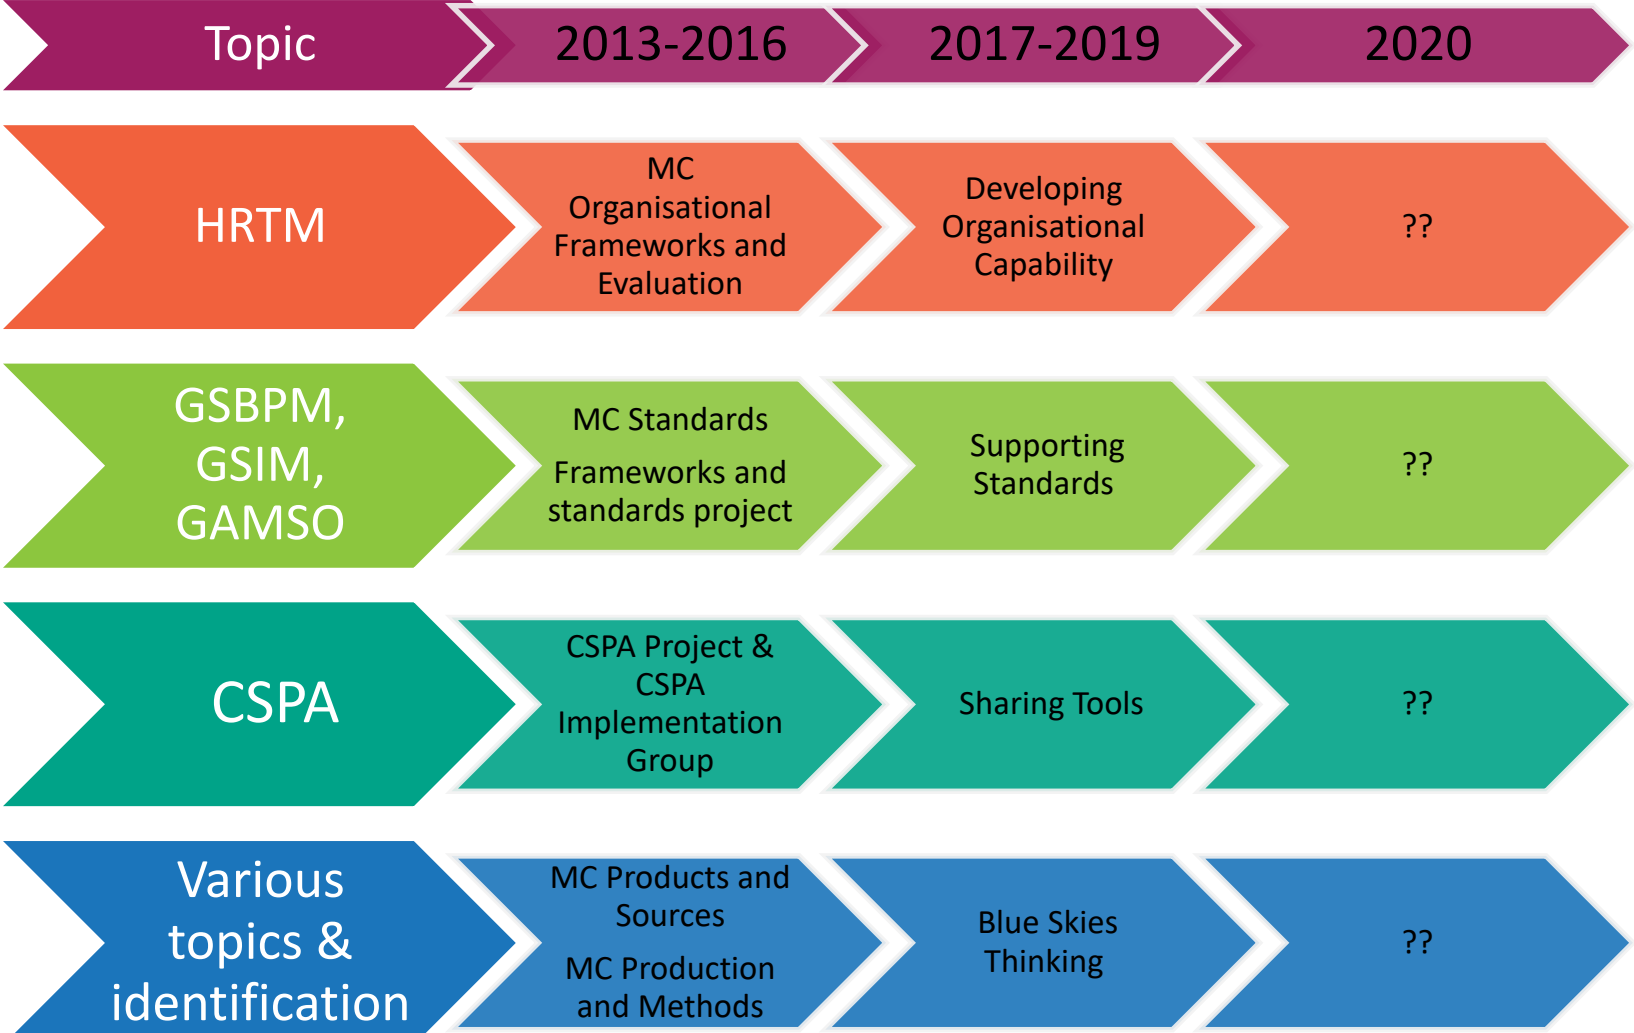 Topic
2013-2016
2017-2019
2020
HRTM
MC
Organisational
Frameworks and
Evaluation
Developing
Organisational
Capability
??
GSBPM,
GSIM,
GAMSO
MC Standards
Frameworks and
standards project
Supporting
Standards
??
CSPA
CSPA Project &
CSPA
Implementation
Group
Sharing Tools
??
Various
topics &
identification
MC Products and
Sources
MC Production
and Methods
Blue Skies
Thinking
??